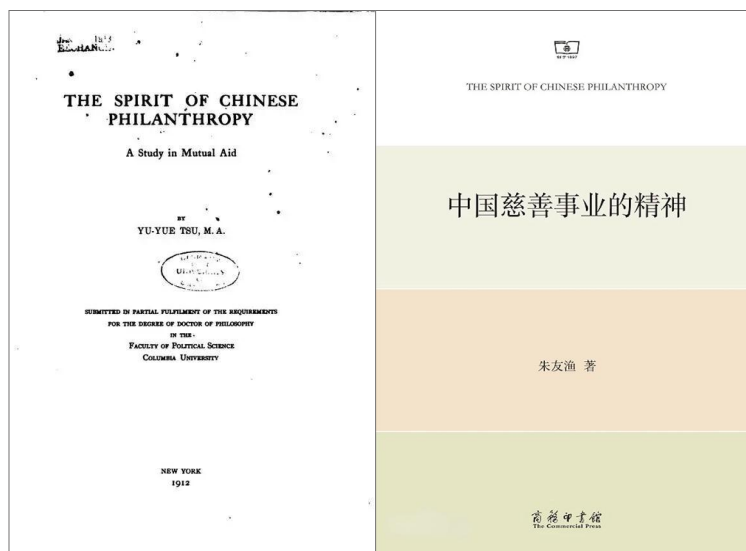 THE SPIRIT OF CHINESE
PHILANTHROPY
A Study in Mutual Aid
BY
YU-YUE TSU, M. A.
SUBMITTED IN PARTIAL FULFILMENT OF THE REQUIREMENTS
FOR THE DEGREE OF DOCTOR OF PHILOSOPHY
IN THE
FACULTY OF POLITICAL SCIENCE
COLUMBIA UNIVERSITY
NEW YORK
1912
THE SPIRIT OF CHINESE PHILANTHROPY
中国慈善事业的精神
朱友渔 著
商務印書館
The Commercial Press